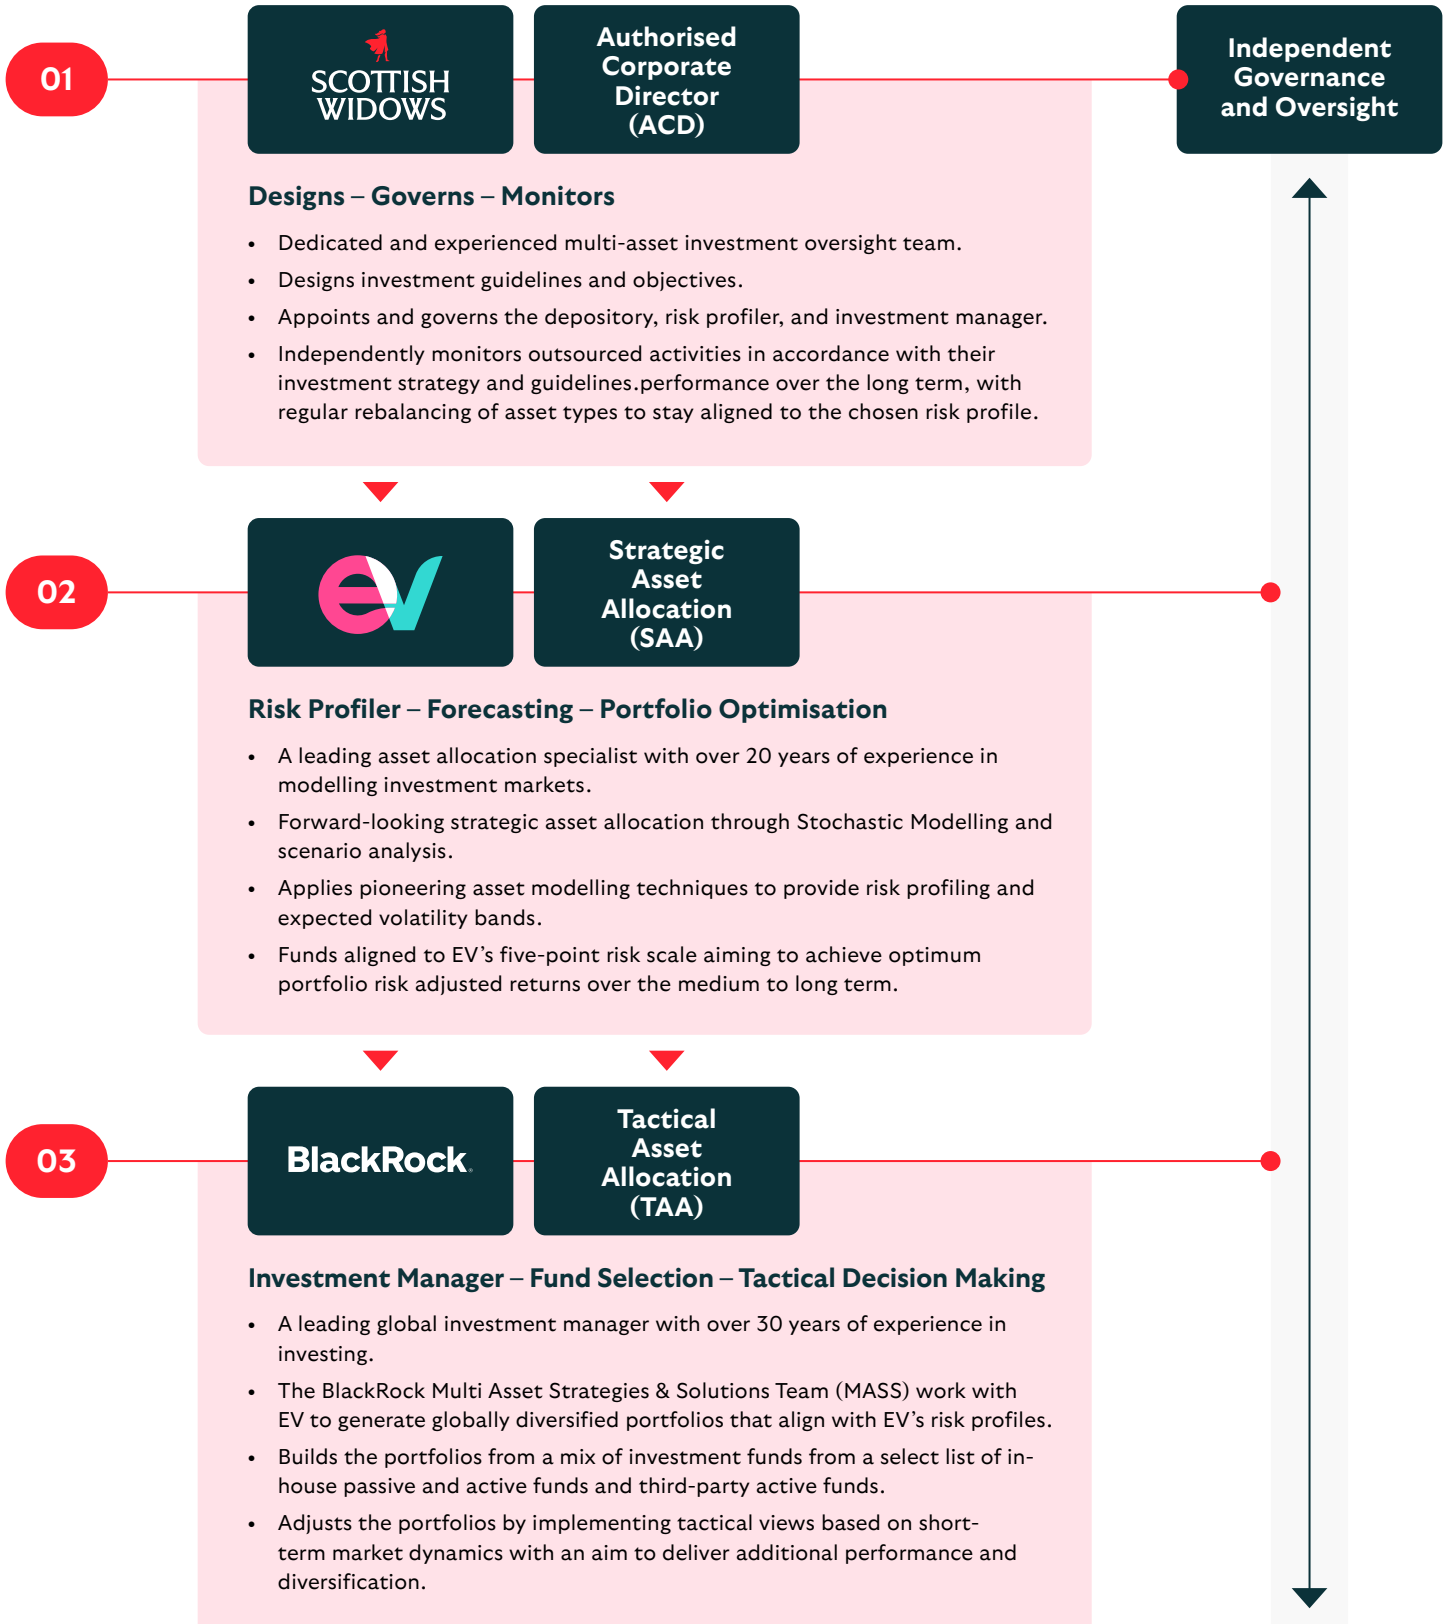 01
SCOTTISH
WIDOWS
Authorised
Corporate
Director
(ACD)
Independent
Governance
and Oversight
Designs – Governs – Monitors
• Dedicated and experienced multi-asset investment oversight team.
• Designs investment guidelines and objectives.
• Appoints and governs the depository, risk profiler, and investment manager.
• Independently monitors outsourced activities in accordance with their
investment strategy and guidelines.performance over the long term, with
regular rebalancing of asset types to stay aligned to the chosen risk profile.
02
ev
Strategic
Asset
Allocation
(SAA)
Risk Profiler – Forecasting – Portfolio Optimisation
• A leading asset allocation specialist with over 20 years of experience in
modelling investment markets.
• Forward-looking strategic asset allocation through Stochastic Modelling and
scenario analysis.
• Applies pioneering asset modelling techniques to provide risk profiling and
expected volatility bands.
• Funds aligned to EV’s five-point risk scale aiming to achieve optimum
portfolio risk adjusted returns over the medium to long term.
03
BlackRock
Tactical
Asset
Allocation
(TAA)
Investment Manager – Fund Selection – Tactical Decision Making
• A leading global investment manager with over 30 years of experience in
investing.
• The BlackRock Multi Asset Strategies & Solutions Team (MASS) work with
EV to generate globally diversified portfolios that align with EV’s risk profiles.
• Builds the portfolios from a mix of investment funds from a select list of in-
house passive and active funds and third-party active funds.
• Adjusts the portfolios by implementing tactical views based on short-
term market dynamics with an aim to deliver additional performance and
diversification.